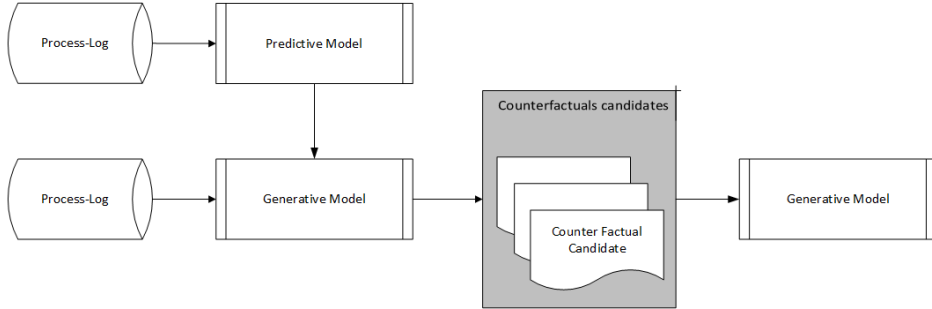 Process-Log
Predictive Model
Counterfactuals candidates
Process-Log
Generative Model
Counter Factual
Candidate
Generative Model